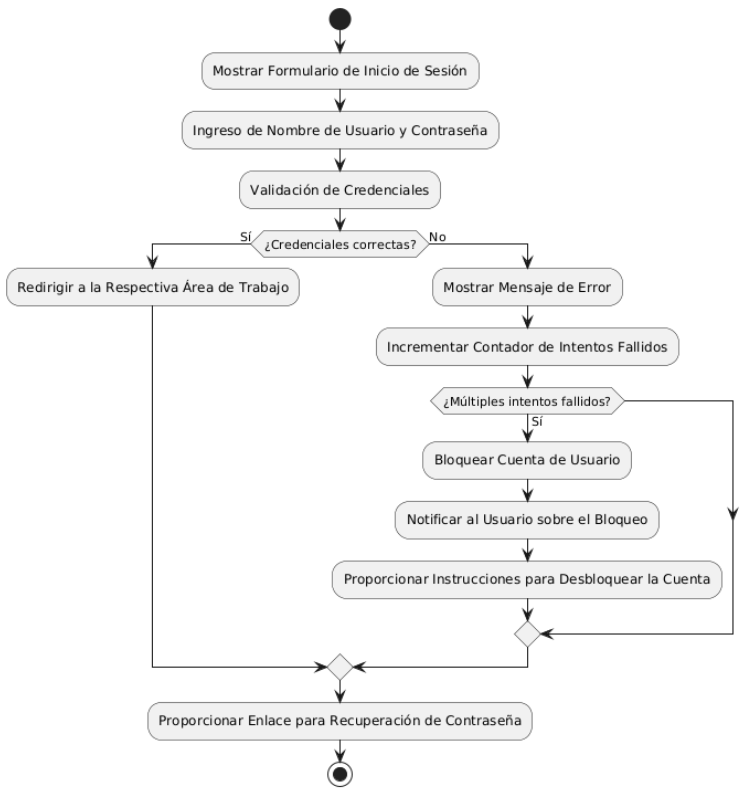 Mostrar Formulario de Inicio de Sesión
Ingreso de Nombre de Usuario y Contraseña
Validación de Credenciales
Sí
¿Credenciales correctas?
No
Redirigir a la Respectiva Área de Trabajo
Mostrar Mensaje de Error
Incrementar Contador de Intentos Fallidos
¿Múltiples intentos fallidos?
Sí
Bloquear Cuenta de Usuario
Notificar al Usuario sobre el Bloqueo
Proporcionar Instrucciones para Desbloquear la Cuenta
Proporcionar Enlace para Recuperación de Contraseña